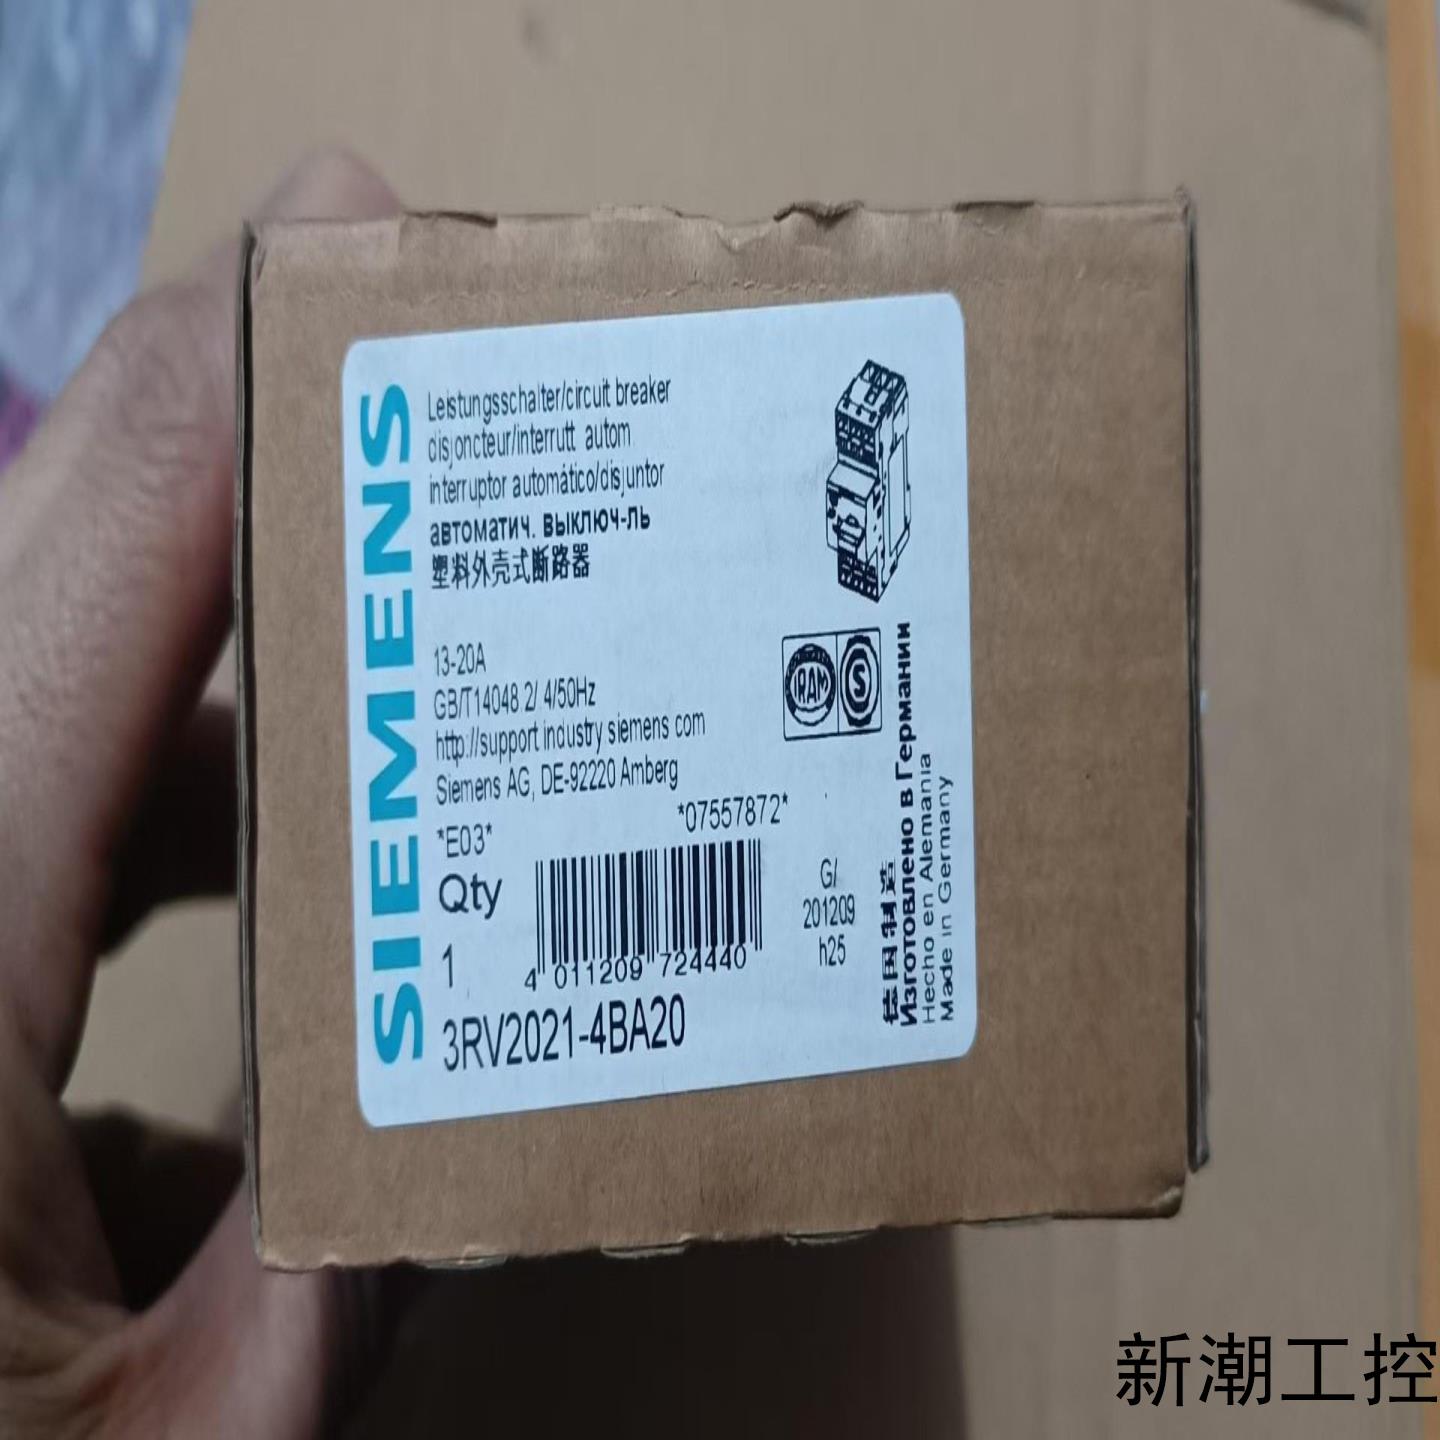 SIEMENS
Leistungsschalter/circuit breaker
disjoncteur/interrutt autom
interruptor automático/disjuntor
автоматич. выключ-ль
塑料外壳式断路器
13-20A
GB/T14048.2/ 4/50Hz
http://support industry siemens com
Siemens AG, DE-92220 Amberg
*E03*
*07557872*
Qty
1
4 011209 724440
3RV2021-4BA20
G/
201209
h25
IRAM
S
德国制造
Изготовлено в Германии
Hecho en Alemania
Made in Germany
新潮工控